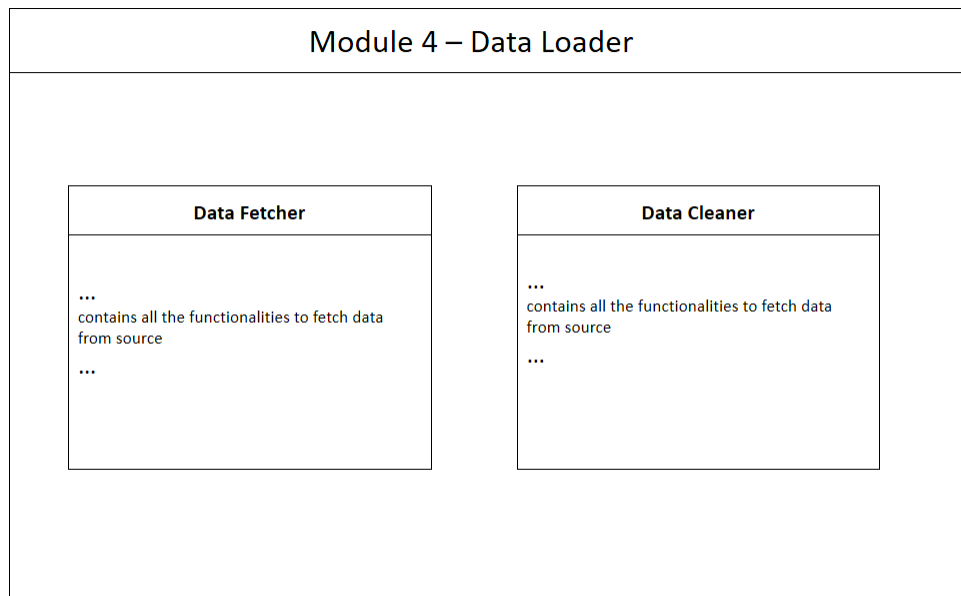 Module 4 – Data Loader
Data Fetcher
...
contains all the functionalities to fetch data
from source
...
Data Cleaner
...
contains all the functionalities to fetch data
from source
...